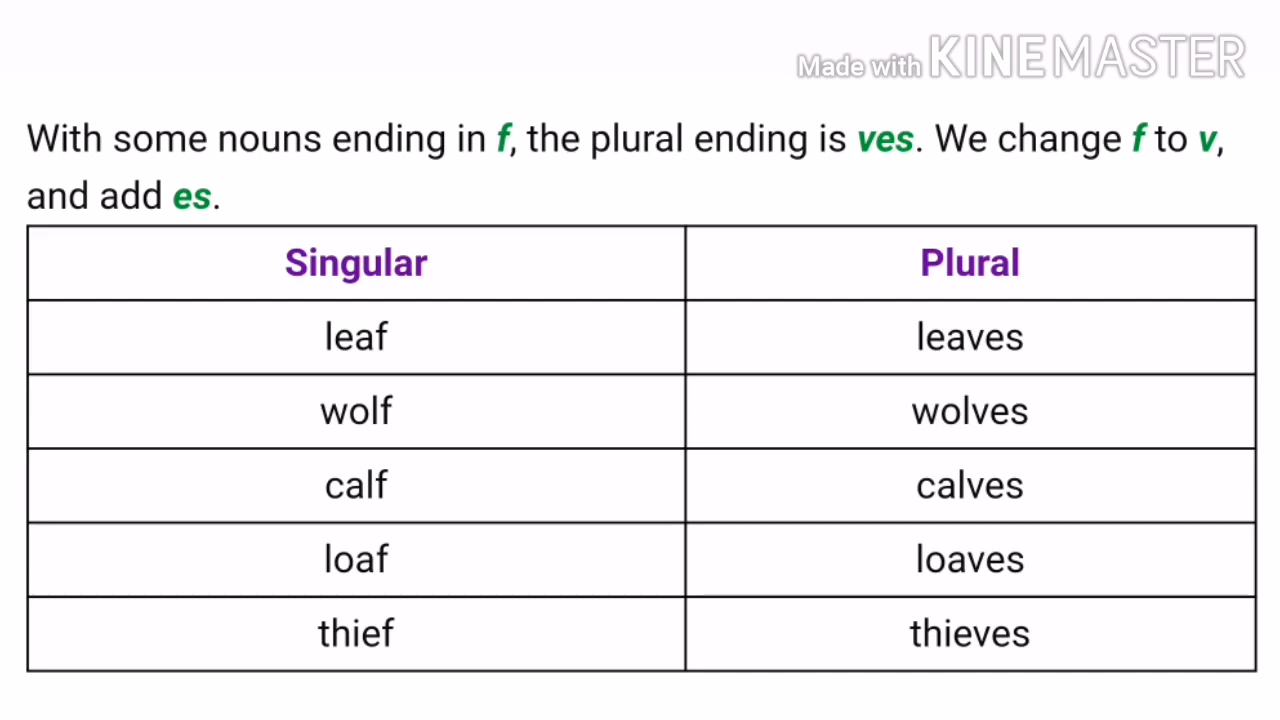 Made with KINEMASTER
With some nouns ending in f, the plural ending is ves. We change f to v,
and add es.
Singular Plural
leaf leaves
wolf wolves
calf calves
loaf loaves
thief thieves